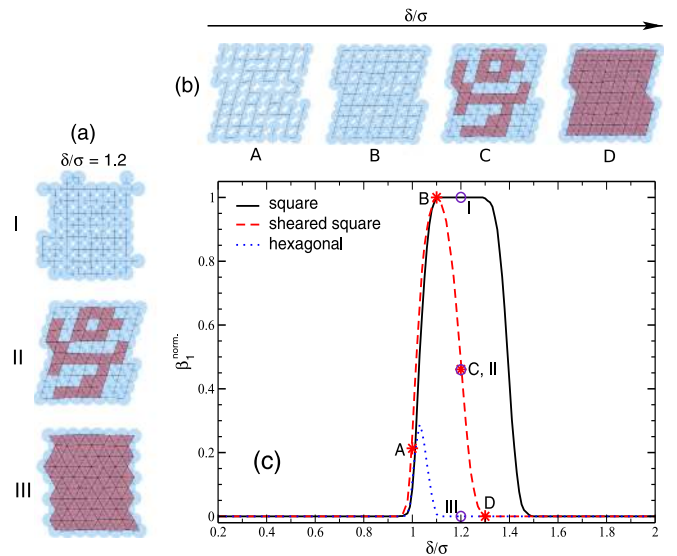 δ/σ
(b)
A B C D
(a)
δ/σ = 1.2
I
II
III
square
sheared square
hexagonal
B
I
C, II
A
III
D
(c)
β₁ⁿᵒʳᵐ·
1
0.8
0.6
0.4
0.2
0
0.2 0.4 0.6 0.8 1 1.2 1.4 1.6 1.8 2
δ/σ